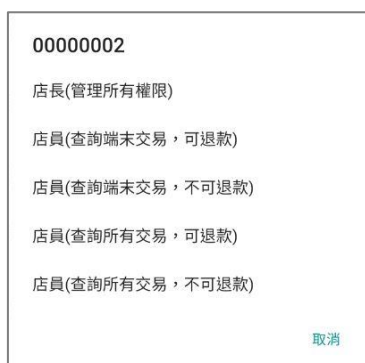 00000002
店長(管理所有權限)
店員(查詢端末交易，可退款)
店員(查詢端末交易，不可退款)
店員(查詢所有交易，可退款)
店員(查詢所有交易，不可退款)
取消